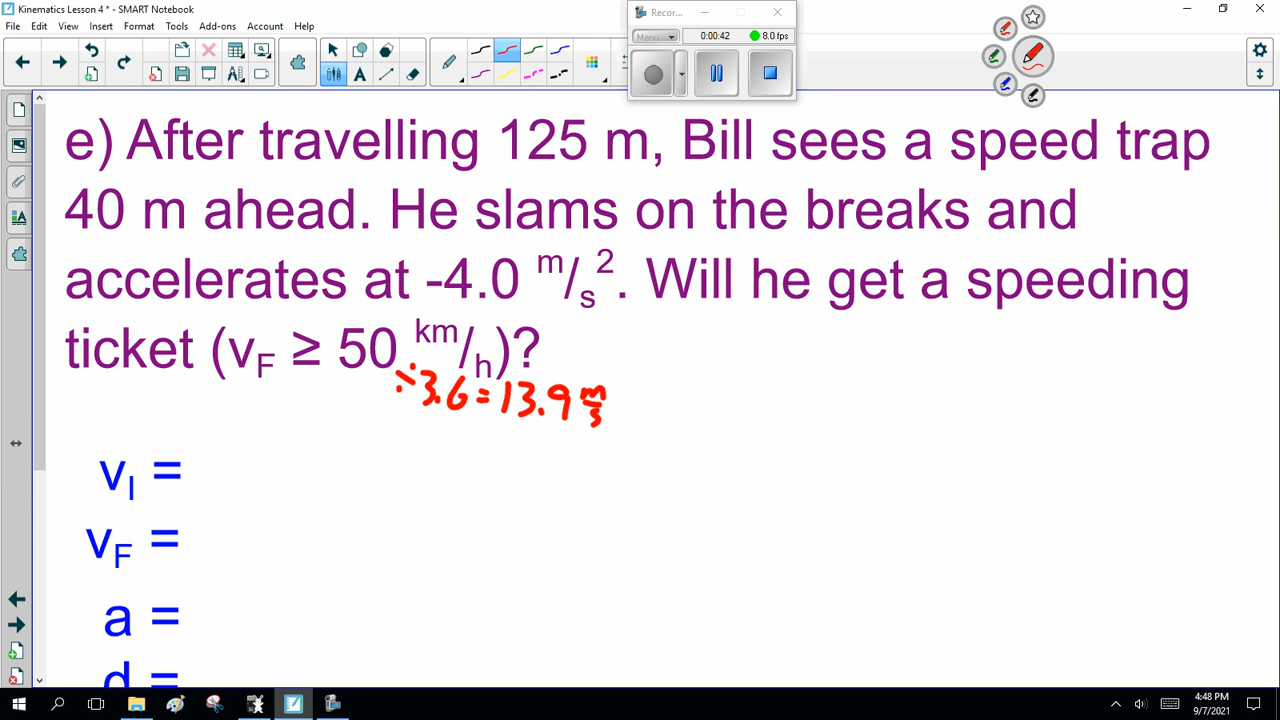 Kinematics Lesson 4 * - SMART Notebook
File Edit View Insert Format Tools Add-ons Account Help
Recor...
Menu 0:00:42 8.0 fps
e) After travelling 125 m, Bill sees a speed trap
40 m ahead. He slams on the breaks and
accelerates at -4.0 m/s2. Will he get a speeding
ticket (vF ≥ 50 km/h)?
÷3.6 = 13.9 m/s
vI =
vF =
a =
d =
4:48 PM
9/7/2021